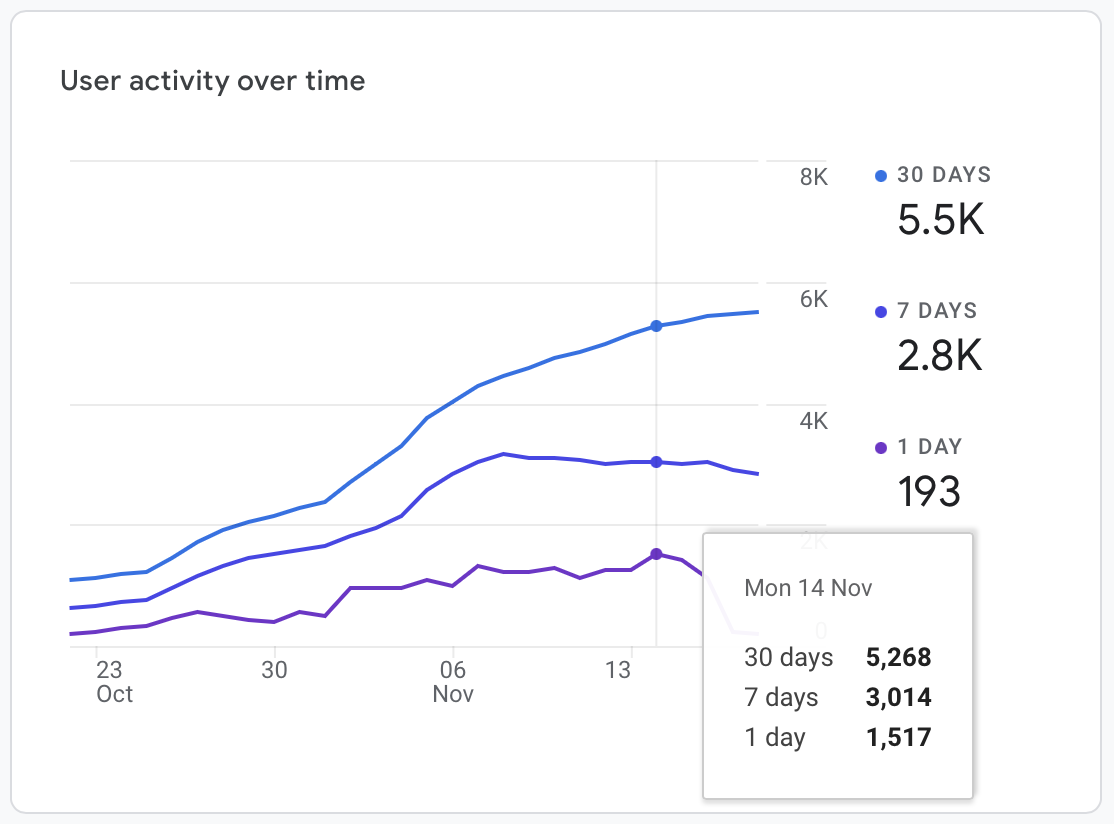 User activity over time
8K
6K
4K
2K
0
23
Oct
30
06
Nov
13
30 DAYS
5.5K
7 DAYS
2.8K
1 DAY
193
Mon 14 Nov
30 days 5,268
7 days 3,014
1 day 1,517